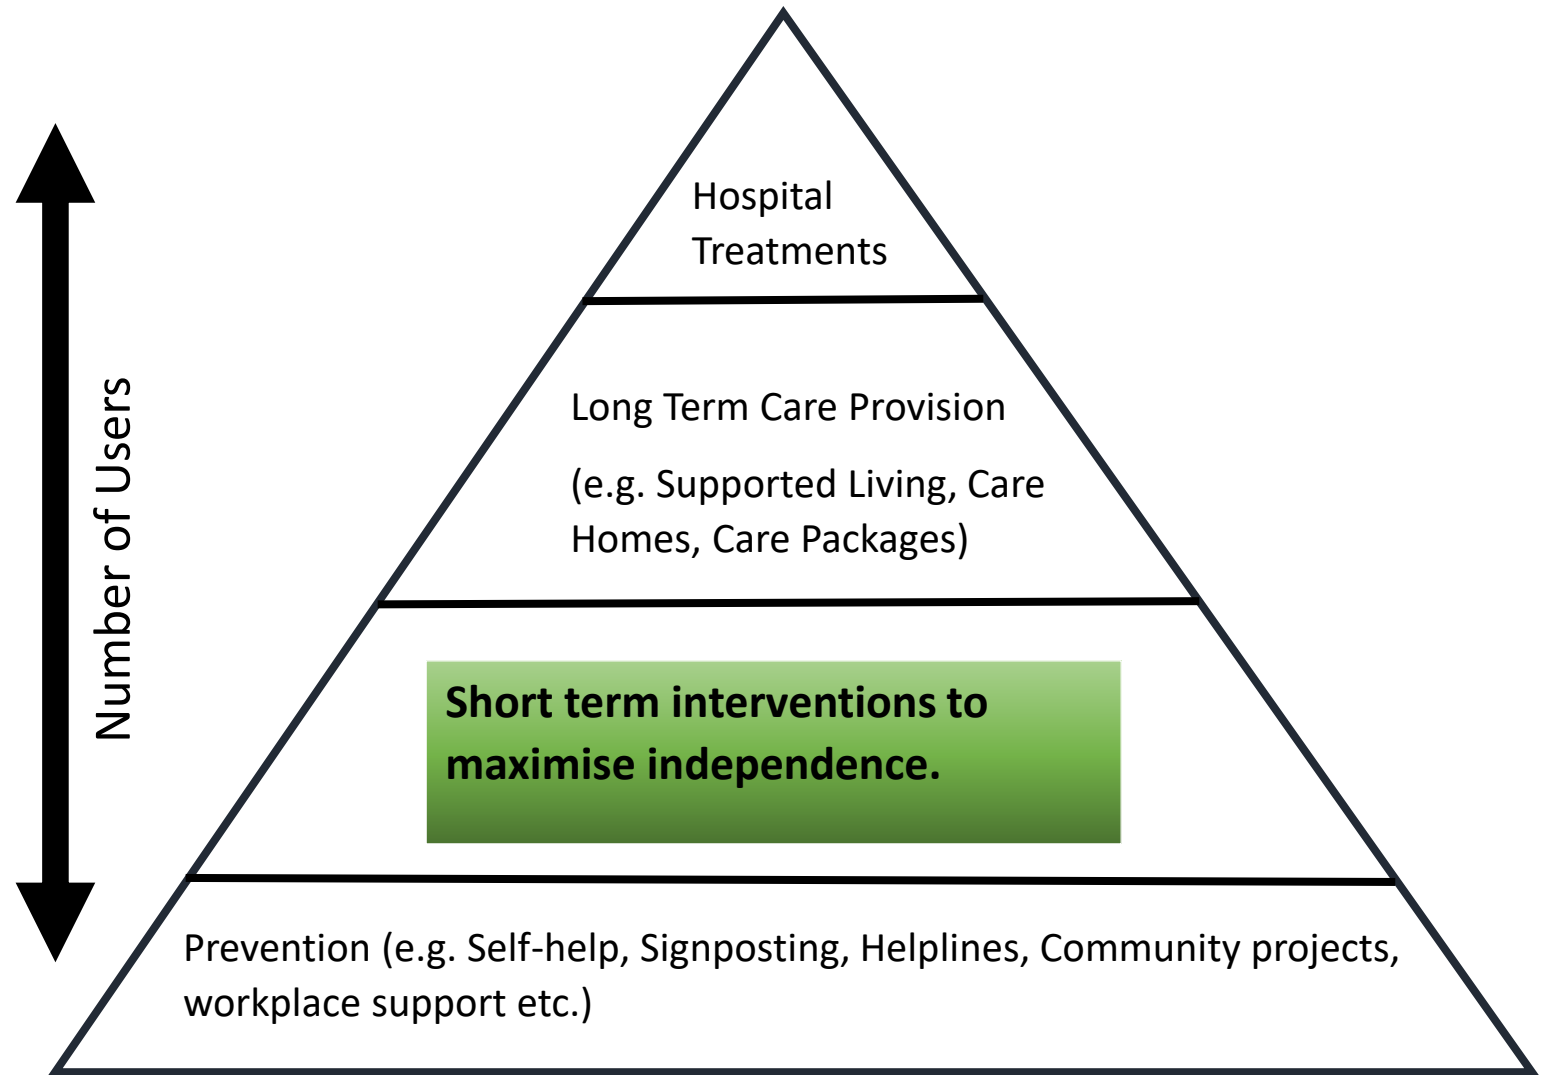 Hospital
Treatments
Number of Users
Long Term Care Provision
(e.g. Supported Living, Care
Homes, Care Packages)
Short term interventions to
maximise independence.
Prevention (e.g. Self-help, Signposting, Helplines, Community projects,
workplace support etc.)